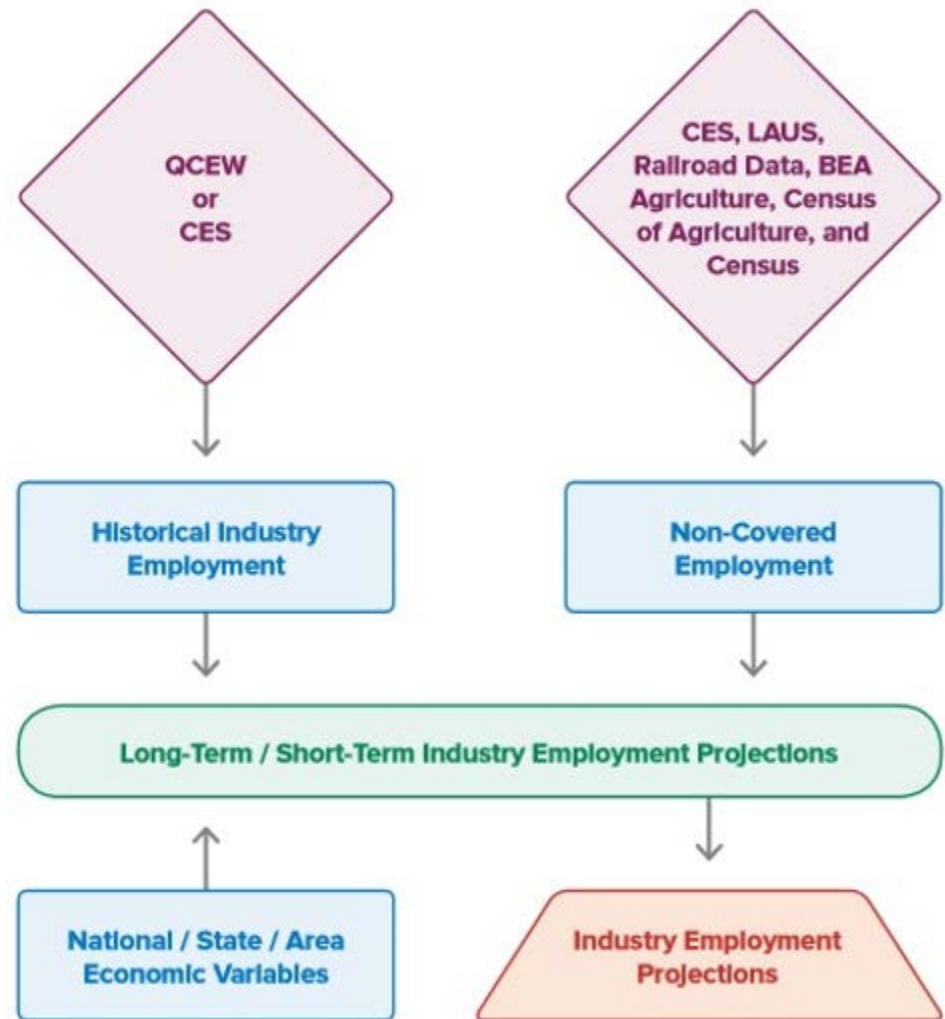 QCEW
or
CES
CES, LAUS,
Railroad Data, BEA
Agriculture, Census
of Agriculture, and
Census
Historical Industry
Employment
Non-Covered
Employment
Long-Term / Short-Term Industry Employment Projections
National / State / Area
Economic Variables
Industry Employment
Projections